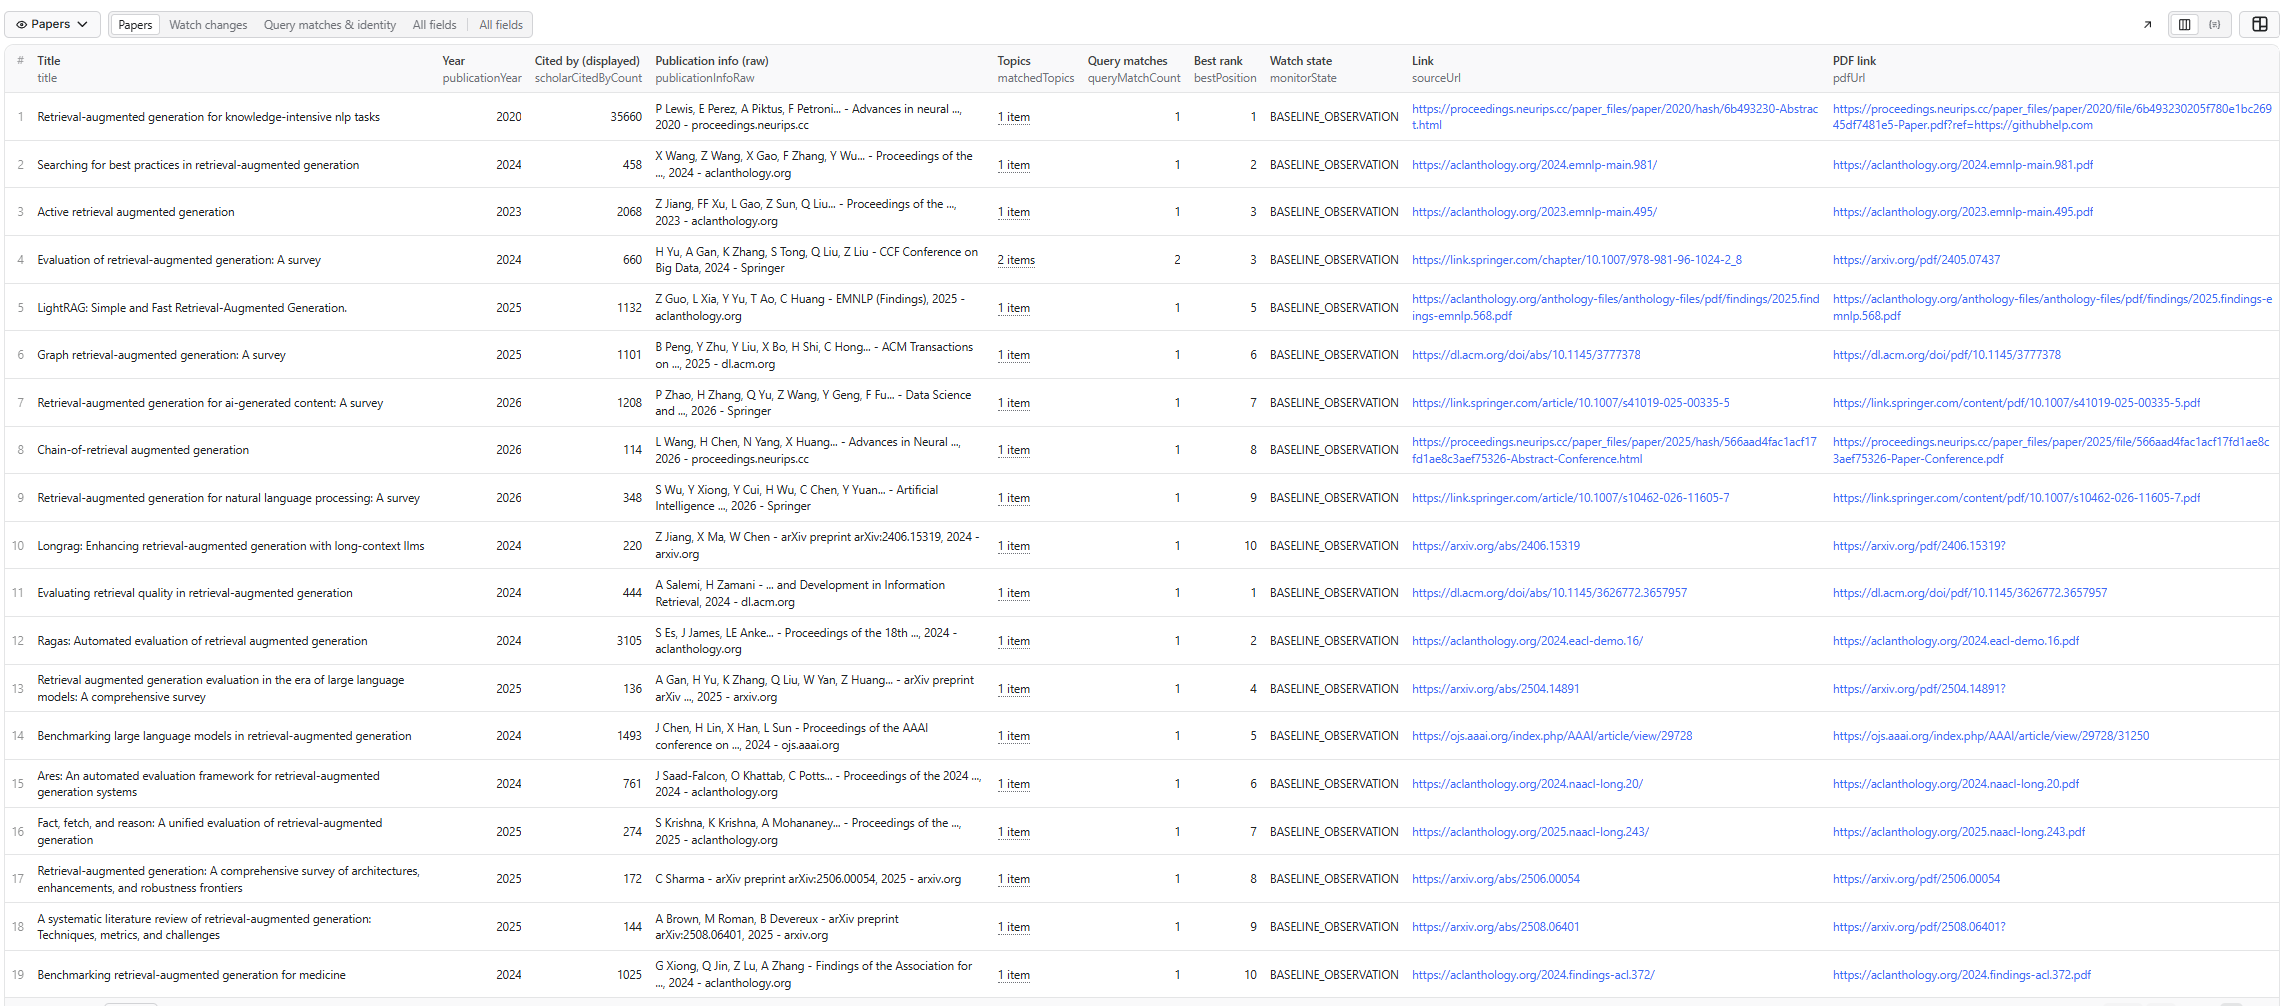 Papers Papers Watch changes Query matches & identity All fields All fields
# Title Year Cited by (displayed) Publication info (raw) Topics Query matches Best rank Watch state Link PDF link
title publicationYear scholarCitedByCount publicationInfoRaw matchedTopics queryMatchCount bestPosition monitorState sourceUrl pdfUrl
P Lewis, E Perez, A Piktus, F Petroni... - Advances in neural ..., https://proceedings.neurips.cc/paper_files/paper/2020/hash/6b493230-Abstrac https://proceedings.neurips.cc/paper_files/paper/2020/file/6b493230205f780e1bc269
1 Retrieval-augmented generation for knowledge-intensive nlp tasks 2020 35660 1 item 1 1 BASELINE_OBSERVATION
2020 - proceedings.neurips.cc t.html 45df7481e5-Paper.pdf?ref=https://githubhelp.com
X Wang, Z Wang, X Gao, F Zhang, Y Wu... - Proceedings of the
2 Searching for best practices in retrieval-augmented generation 2024 458 1 item 1 2 BASELINE_OBSERVATION https://aclanthology.org/2024.emnlp-main.981/ https://aclanthology.org/2024.emnlp-main.981.pdf
..., 2024 - aclanthology.org
Z Jiang, FF Xu, L Gao, Z Sun, Q Liu... - Proceedings of the ...,
3 Active retrieval augmented generation 2023 2068 1 item 1 3 BASELINE_OBSERVATION https://aclanthology.org/2023.emnlp-main.495/ https://aclanthology.org/2023.emnlp-main.495.pdf
2023 - aclanthology.org
H Yu, A Gan, K Zhang, S Tong, Q Liu, Z Liu - CCF Conference on
4 Evaluation of retrieval-augmented generation: A survey 2024 660 2 items 2 3 BASELINE_OBSERVATION https://link.springer.com/chapter/10.1007/978-981-96-1024-2_8 https://arxiv.org/pdf/2405.07437
Big Data, 2024 - Springer
Z Guo, L Xia, Y Yu, T Ao, C Huang - EMNLP (Findings), 2025 - https://aclanthology.org/anthology-files/anthology-files/pdf/findings/2025.find https://aclanthology.org/anthology-files/anthology-files/pdf/findings/2025.findings-e
5 LightRAG: Simple and Fast Retrieval-Augmented Generation. 2025 1132 1 item 1 5 BASELINE_OBSERVATION
aclanthology.org ings-emnlp.568.pdf mnlp.568.pdf
B Peng, Y Zhu, Y Liu, X Bo, H Shi, C Hong... - ACM Transactions
6 Graph retrieval-augmented generation: A survey 2025 1101 1 item 1 6 BASELINE_OBSERVATION https://dl.acm.org/doi/abs/10.1145/3777378 https://dl.acm.org/doi/pdf/10.1145/3777378
on ..., 2025 - dl.acm.org
P Zhao, H Zhang, Q Yu, Z Wang, Y Geng, F Fu... - Data Science
7 Retrieval-augmented generation for ai-generated content: A survey 2026 1208 1 item 1 7 BASELINE_OBSERVATION https://link.springer.com/article/10.1007/s41019-025-00335-5 https://link.springer.com/content/pdf/10.1007/s41019-025-00335-5.pdf
and ..., 2026 - Springer
L Wang, H Chen, N Yang, X Huang... - Advances in Neural ..., https://proceedings.neurips.cc/paper_files/paper/2025/hash/566aad4fac1acf17 https://proceedings.neurips.cc/paper_files/paper/2025/file/566aad4fac1acf17fd1ae8c
8 Chain-of-retrieval augmented generation 2026 114 1 item 1 8 BASELINE_OBSERVATION
2026 - proceedings.neurips.cc fd1ae8c3aef75326-Abstract-Conference.html 3aef75326-Paper-Conference.pdf
S Wu, Y Xiong, Y Cui, H Wu, C Chen, Y Yuan... - Artificial
9 Retrieval-augmented generation for natural language processing: A survey 2026 348 1 item 1 9 BASELINE_OBSERVATION https://link.springer.com/article/10.1007/s10462-026-11605-7 https://link.springer.com/content/pdf/10.1007/s10462-026-11605-7.pdf
Intelligence ..., 2026 - Springer
Z Jiang, X Ma, W Chen - arXiv preprint arXiv:2406.15319, 2024 -
10 Longrag: Enhancing retrieval-augmented generation with long-context llms 2024 220 1 item 1 10 BASELINE_OBSERVATION https://arxiv.org/abs/2406.15319 https://arxiv.org/pdf/2406.15319?
arxiv.org
A Salemi, H Zamani - ... and Development in Information
11 Evaluating retrieval quality in retrieval-augmented generation 2024 444 1 item 1 1 BASELINE_OBSERVATION https://dl.acm.org/doi/abs/10.1145/3626772.3657957 https://dl.acm.org/doi/pdf/10.1145/3626772.3657957
Retrieval, 2024 - dl.acm.org
S Es, J James, LE Anke... - Proceedings of the 18th ..., 2024 -
12 Ragas: Automated evaluation of retrieval augmented generation 2024 3105 1 item 1 2 BASELINE_OBSERVATION https://aclanthology.org/2024.eacl-demo.16/ https://aclanthology.org/2024.eacl-demo.16.pdf
aclanthology.org
Retrieval augmented generation evaluation in the era of large language A Gan, H Yu, K Zhang, Q Liu, W Yan, Z Huang... - arXiv preprint
13 2025 136 1 item 1 4 BASELINE_OBSERVATION https://arxiv.org/abs/2504.14891 https://arxiv.org/pdf/2504.14891?
models: A comprehensive survey arXiv ..., 2025 - arxiv.org
J Chen, H Lin, X Han, L Sun - Proceedings of the AAAI
14 Benchmarking large language models in retrieval-augmented generation 2024 1493 1 item 1 5 BASELINE_OBSERVATION https://ojs.aaai.org/index.php/AAAI/article/view/29728 https://ojs.aaai.org/index.php/AAAI/article/view/29728/31250
conference on ..., 2024 - ojs.aaai.org
Ares: An automated evaluation framework for retrieval-augmented J Saad-Falcon, O Khattab, C Potts... - Proceedings of the 2024 ...,
15 2024 761 1 item 1 6 BASELINE_OBSERVATION https://aclanthology.org/2024.naacl-long.20/ https://aclanthology.org/2024.naacl-long.20.pdf
generation systems 2024 - aclanthology.org
Fact, fetch, and reason: A unified evaluation of retrieval-augmented S Krishna, K Krishna, A Mohananey... - Proceedings of the ...,
16 2025 274 1 item 1 7 BASELINE_OBSERVATION https://aclanthology.org/2025.naacl-long.243/ https://aclanthology.org/2025.naacl-long.243.pdf
generation 2025 - aclanthology.org
Retrieval-augmented generation: A comprehensive survey of architectures,
17 2025 172 C Sharma - arXiv preprint arXiv:2506.00054, 2025 - arxiv.org 1 item 1 8 BASELINE_OBSERVATION https://arxiv.org/abs/2506.00054 https://arxiv.org/pdf/2506.00054
enhancements, and robustness frontiers
A systematic literature review of retrieval-augmented generation: A Brown, M Roman, B Devereux - arXiv preprint
18 2025 144 1 item 1 9 BASELINE_OBSERVATION https://arxiv.org/abs/2508.06401 https://arxiv.org/pdf/2508.06401?
Techniques, metrics, and challenges arXiv:2508.06401, 2025 - arxiv.org
G Xiong, Q Jin, Z Lu, A Zhang - Findings of the Association for
19 Benchmarking retrieval-augmented generation for medicine 2024 1025 1 item 1 10 BASELINE_OBSERVATION https://aclanthology.org/2024.findings-acl.372/ https://aclanthology.org/2024.findings-acl.372.pdf
..., 2024 - aclanthology.org